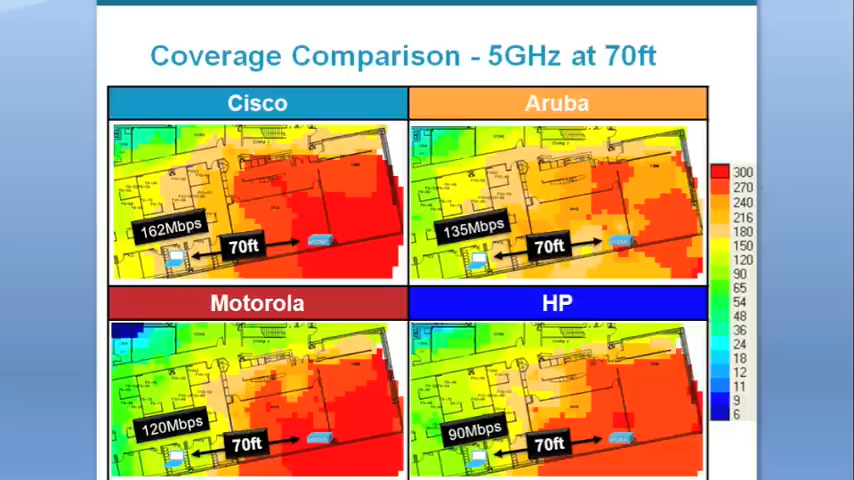 Coverage Comparison - 5GHz at 70ft
Cisco
Aruba
162Mbps
70ft
135Mbps
70ft
Motorola
HP
120Mbps
70ft
90Mbps
70ft
300
270
240
216
180
150
120
90
65
54
48
36
24
18
12
11
9
6